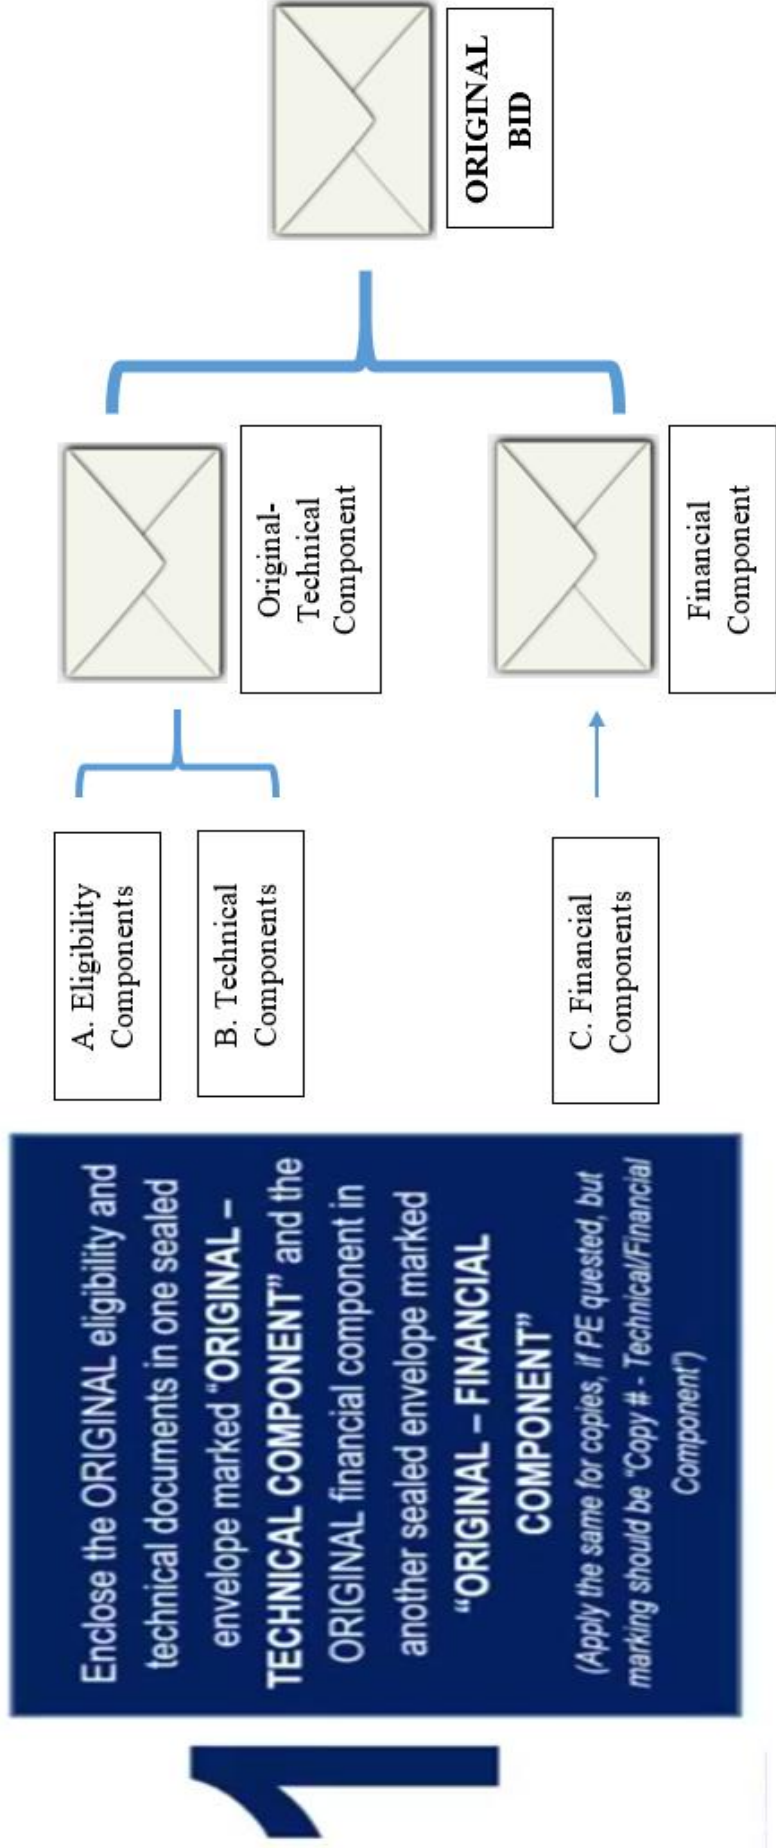 1
Enclose the ORIGINAL eligibility and
technical documents in one sealed
envelope marked “ORIGINAL –
TECHNICAL COMPONENT” and the
ORIGINAL financial component in
another sealed envelope marked
“ORIGINAL – FINANCIAL
COMPONENT”
(Apply the same for copies, if PE quested, but
marking should be “Copy # - Technical/Financial
Component”)
A. Eligibility
Components
B. Technical
Components
C. Financial
Components
Original-
Technical
Component
Financial
Component
ORIGINAL
BID